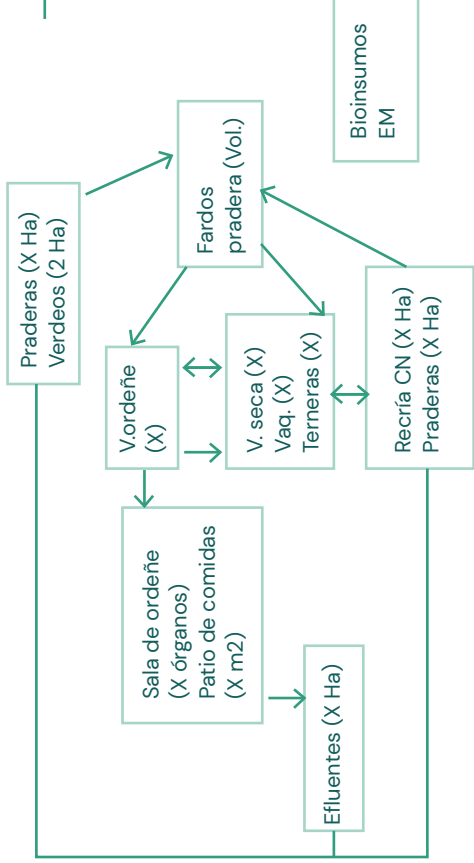 Praderas (X Ha)
Verdeos (2 Ha)
Fardos
pradera (Vol.)
Bioinsumos
EM
V.ordeñe
(X)
V. seca (X)
Vaq. (X)
Terneras (X)
Recría CN (X Ha)
Praderas (X Ha)
Sala de ordeñe
(X órganos)
Patio de comidas
(X m2)
Efluentes (X Ha)